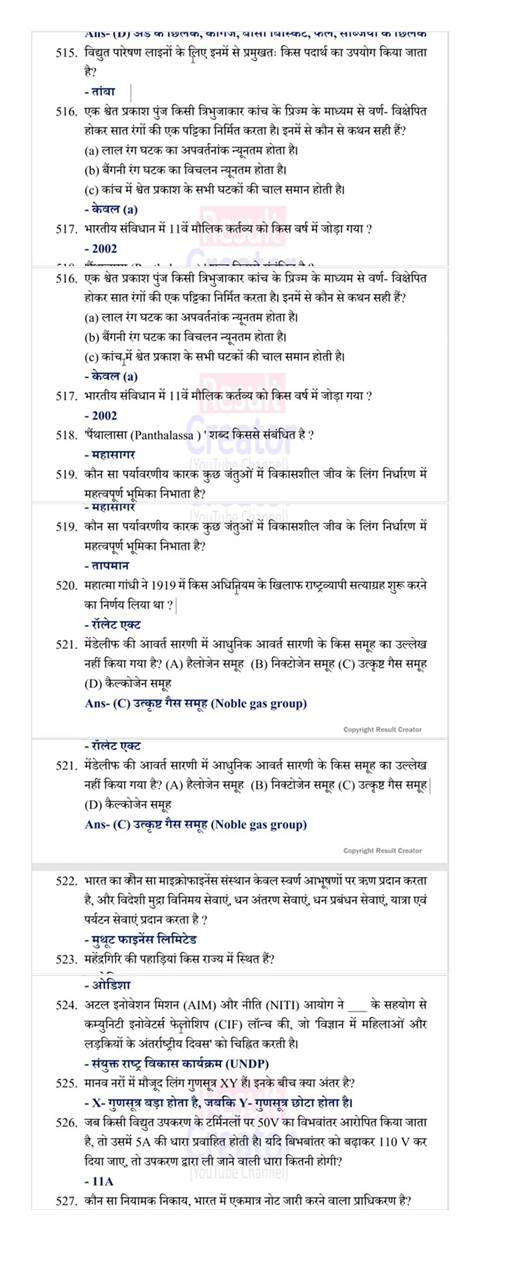 Ans- (D) अंडे के छिलके, कागज, बासी बिस्किट, फल, सब्जियों के छिलके
515. विद्युत पारेषण लाइनों के लिए इनमें से प्रमुखतः किस पदार्थ का उपयोग किया जाता
है?
- तांबा
516. एक श्वेत प्रकाश पुंज किसी त्रिभुजाकार कांच के प्रिज्म के माध्यम से वर्ण- विक्षेपित
होकर सात रंगों की एक पट्टिका निर्मित करता है। इनमें से कौन से कथन सही हैं?
(a) लाल रंग घटक का अपवर्तनांक न्यूनतम होता है।
(b) बैंगनी रंग घटक का विचलन न्यूनतम होता है।
(c) कांच में श्वेत प्रकाश के सभी घटकों की चाल समान होती है।
- केवल (a)
517. भारतीय संविधान में 11वें मौलिक कर्तव्य को किस वर्ष में जोड़ा गया ?
- 2002
516. एक श्वेत प्रकाश पुंज किसी त्रिभुजाकार कांच के प्रिज्म के माध्यम से वर्ण- विक्षेपित
होकर सात रंगों की एक पट्टिका निर्मित करता है। इनमें से कौन से कथन सही हैं?
(a) लाल रंग घटक का अपवर्तनांक न्यूनतम होता है।
(b) बैंगनी रंग घटक का विचलन न्यूनतम होता है।
(c) कांच में श्वेत प्रकाश के सभी घटकों की चाल समान होती है।
- केवल (a)
517. भारतीय संविधान में 11वें मौलिक कर्तव्य को किस वर्ष में जोड़ा गया ?
- 2002
518. 'पैंथालासा (Panthalassa ) ' शब्द किससे संबंधित है ?
- महासागर
519. कौन सा पर्यावरणीय कारक कुछ जंतुओं में विकासशील जीव के लिंग निर्धारण में
महत्वपूर्ण भूमिका निभाता है?
- महासागर
519. कौन सा पर्यावरणीय कारक कुछ जंतुओं में विकासशील जीव के लिंग निर्धारण में
महत्वपूर्ण भूमिका निभाता है?
- तापमान
520. महात्मा गांधी ने 1919 में किस अधिनियम के खिलाफ राष्ट्रव्यापी सत्याग्रह शुरू करने
का निर्णय लिया था ?
- रॉलेट एक्ट
521. मेंडेलीफ की आवर्त सारणी में आधुनिक आवर्त सारणी के किस समूह का उल्लेख
नहीं किया गया है? (A) हैलोजेन समूह (B) निक्टोजेन समूह (C) उत्कृष्ट गैस समूह
(D) कैल्कोजेन समूह
Ans- (C) उत्कृष्ट गैस समूह (Noble gas group)
Copyright Result Creator
- रॉलेट एक्ट
521. मेंडेलीफ की आवर्त सारणी में आधुनिक आवर्त सारणी के किस समूह का उल्लेख
नहीं किया गया है? (A) हैलोजेन समूह (B) निक्टोजेन समूह (C) उत्कृष्ट गैस समूह
(D) कैल्कोजेन समूह
Ans- (C) उत्कृष्ट गैस समूह (Noble gas group)
Copyright Result Creator
522. भारत का कौन सा माइक्रोफाइनेंस संस्थान केवल स्वर्ण आभूषणों पर ऋण प्रदान करता
है, और विदेशी मुद्रा विनिमय सेवाएं, धन अंतरण सेवाएं, धन प्रबंधन सेवाएं, यात्रा एवं
पर्यटन सेवाएं प्रदान करता है ?
- मुथूट फाइनेंस लिमिटेड
523. महेंद्रगिरि की पहाड़ियां किस राज्य में स्थित हैं?
- ओडिशा
524. अटल इनोवेशन मिशन (AIM) और नीति (NITI) आयोग ने ____ के सहयोग से
कम्युनिटी इनोवेटर्स फेलोशिप (CIF) लॉन्च की, जो 'विज्ञान में महिलाओं और
लड़कियों के अंतर्राष्ट्रीय दिवस' को चिह्नित करती है।
- संयुक्त राष्ट्र विकास कार्यक्रम (UNDP)
525. मानव नरों में मौजूद लिंग गुणसूत्र XY हैं। इनके बीच क्या अंतर है?
- X- गुणसूत्र बड़ा होता है, जबकि Y- गुणसूत्र छोटा होता है।
526. जब किसी विद्युत उपकरण के टर्मिनलों पर 50V का विभवांतर आरोपित किया जाता
है, तो उसमें 5A की धारा प्रवाहित होती है। यदि बिभबांतर को बढ़ाकर 110 V कर
दिया जाए, तो उपकरण द्वारा ली जाने वाली धारा कितनी होगी?
- 11A
527. कौन सा नियामक निकाय, भारत में एकमात्र नोट जारी करने वाला प्राधिकरण है?